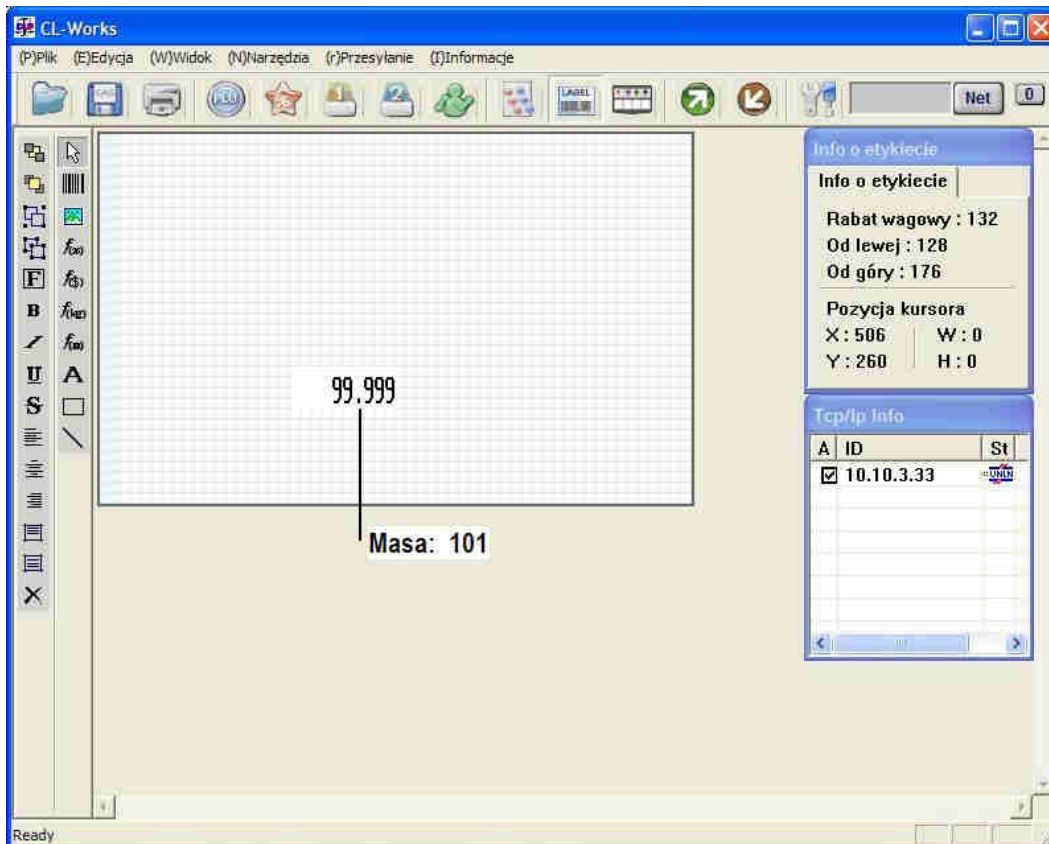 CL-Works
(P)Plik (E)Edycja (W)Widok (N)Narzędzia (r)Przesyłanie (I)Informacje
LABEL
Net
0
f(x)
F
f($)
B
I
U
A
S
Info o etykiecie
Info o etykiecie
Rabat wagowy : 132
Od lewej : 128
Od góry : 176
Pozycja kursora
X : 506 W : 0
Y : 260 H : 0
99.999
Masa: 101
Tcp/Ip Info
A ID St
10.10.3.33
Ready